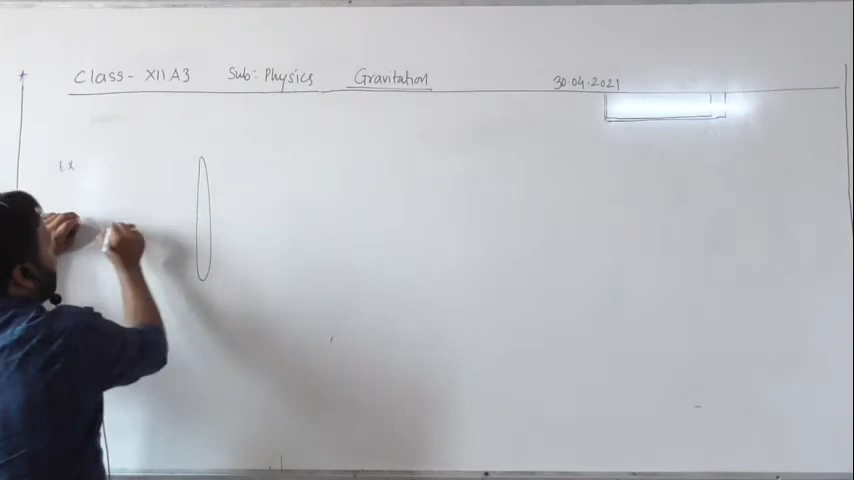 Class- XII A3 Sub: Physics Gravitation 30.04.2021
x x